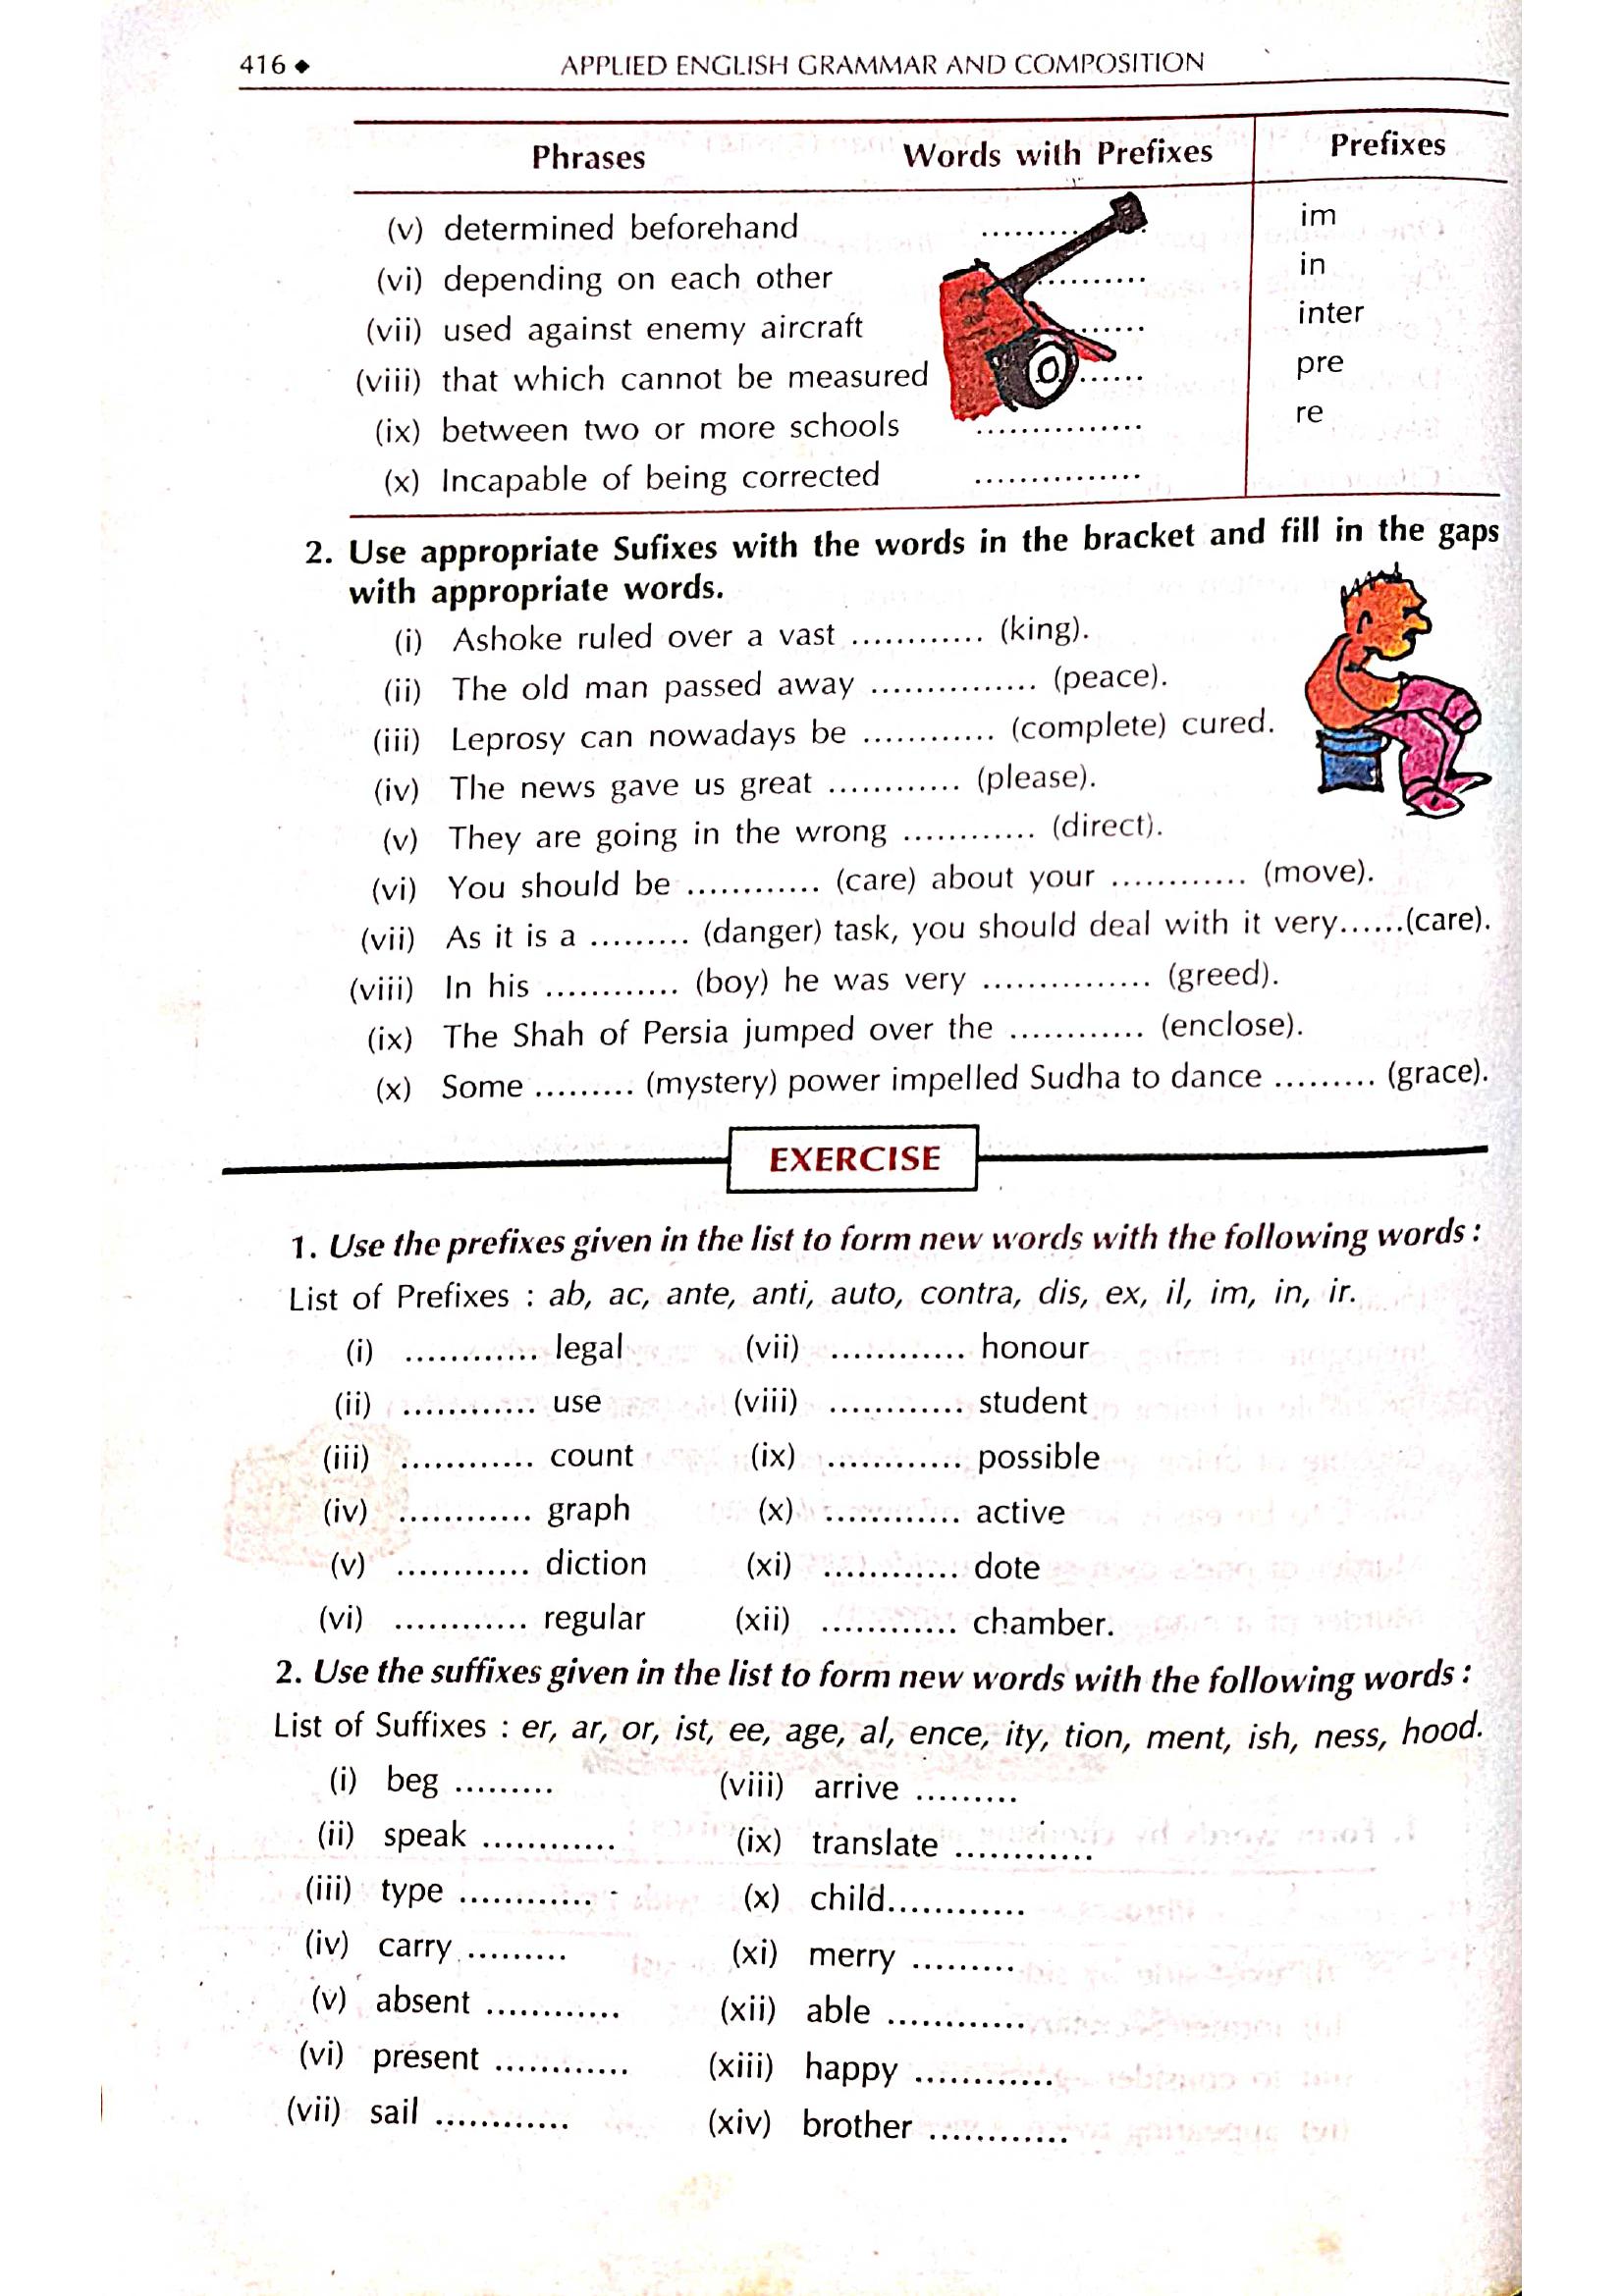 416 ◆ APPLIED ENGLISH GRAMMAR AND COMPOSITION
Phrases Words with Prefixes Prefixes
(v) determined beforehand ............... im
(vi) depending on each other ........... in
(vii) used against enemy aircraft ...... inter
(viii) that which cannot be measured ...... pre
(ix) between two or more schools ............... re
(x) Incapable of being corrected ...............
2. Use appropriate Sufixes with the words in the bracket and fill in the gaps
with appropriate words.
(i) Ashoke ruled over a vast ............ (king).
(ii) The old man passed away ............... (peace).
(iii) Leprosy can nowadays be ............ (complete) cured.
(iv) The news gave us great ............ (please).
(v) They are going in the wrong ............ (direct).
(vi) You should be ............ (care) about your ............ (move).
(vii) As it is a ......... (danger) task, you should deal with it very......(care).
(viii) In his ............ (boy) he was very ............... (greed).
(ix) The Shah of Persia jumped over the ............ (enclose).
(x) Some ......... (mystery) power impelled Sudha to dance ......... (grace).
EXERCISE
1. Use the prefixes given in the list to form new words with the following words :
List of Prefixes : ab, ac, ante, anti, auto, contra, dis, ex, il, im, in, ir.
(i) ............ legal (vii) ............ honour
(ii) ............ use (viii) ............ student
(iii) ............ count (ix) ............ possible
(iv) ............ graph (x) ............ active
(v) ............ diction (xi) ............ dote
(vi) ............ regular (xii) ............ chamber.
2. Use the suffixes given in the list to form new words with the following words :
List of Suffixes : er, ar, or, ist, ee, age, al, ence, ity, tion, ment, ish, ness, hood.
(i) beg ......... (viii) arrive .........
(ii) speak ............ (ix) translate ............
(iii) type ............ (x) child............
(iv) carry ......... (xi) merry .........
(v) absent ............ (xii) able ............
(vi) present ............ (xiii) happy ............
(vii) sail ............ (xiv) brother ............